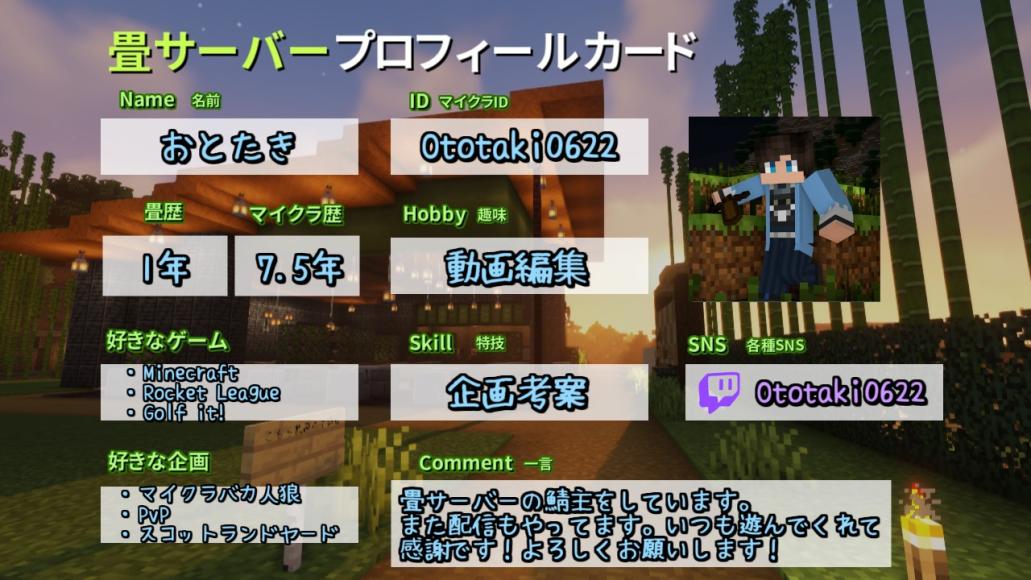 畳サーバープロフィールカード
Name 名前
おとたき
ID マイクラID
Ototaki0622
畳歴
1年
マイクラ歴
7.5年
Hobby 趣味
動画編集
好きなゲーム
・Minecraft
・Rocket League
・Golf it!
Skill 特技
企画考案
SNS 各種SNS
Ototaki0622
好きな企画
・マイクラバカ人狼
・PvP
・スコットランドヤード
Comment 一言
畳サーバーの鯖主をしています。
また配信もやってます。いつも遊んでくれて
感謝です！よろしくお願いします！